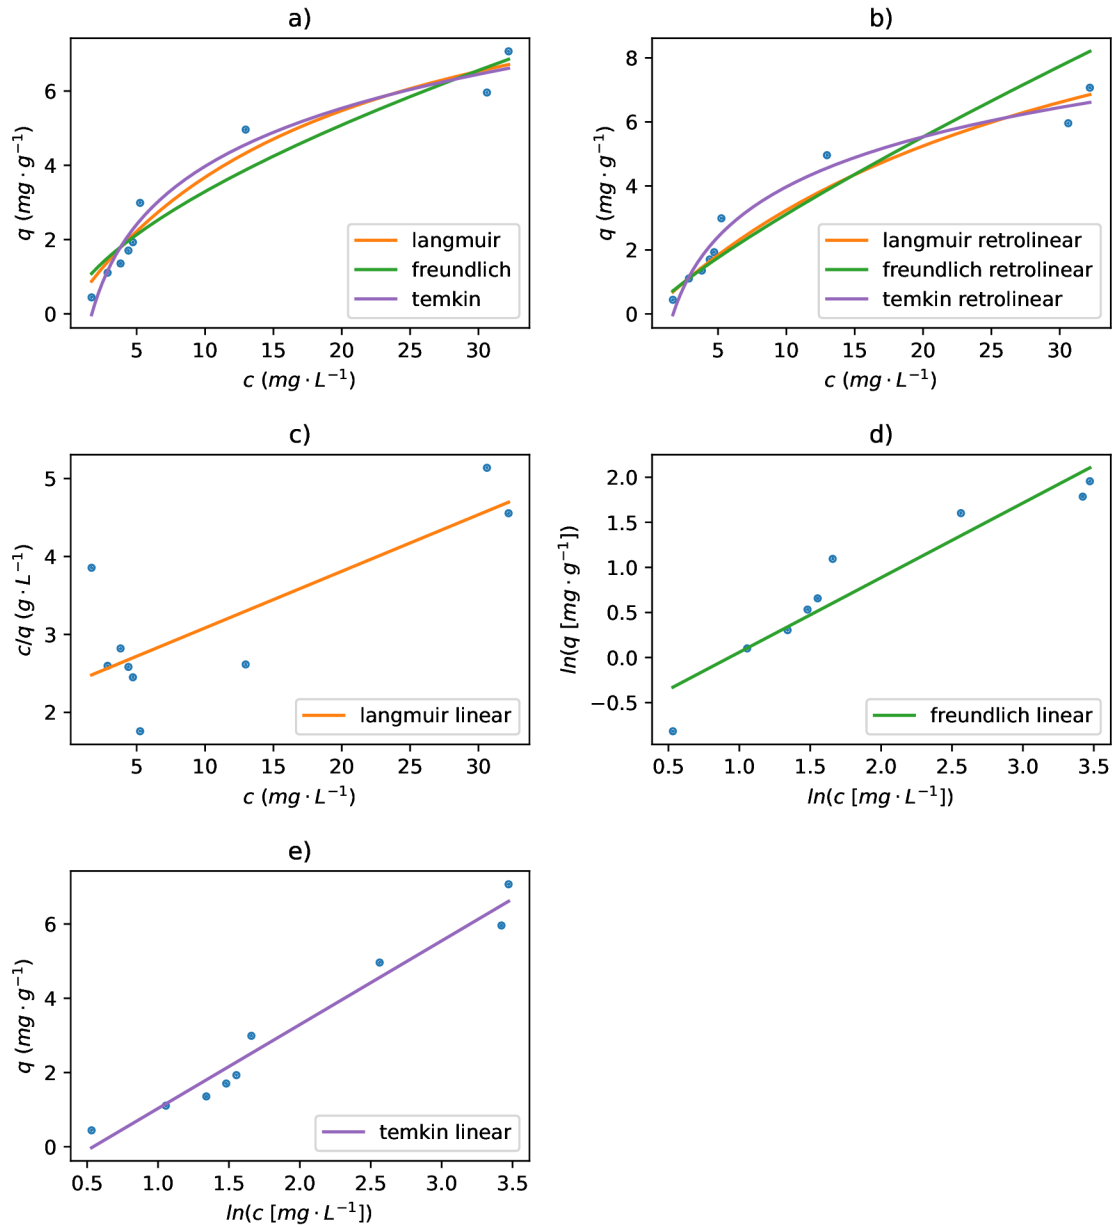 a)
q (mg · g⁻¹)
6
4
2
0
langmuir
freundlich
temkin
5 10 15 20 25 30
c (mg · L⁻¹)
b)
q (mg · g⁻¹)
8
6
4
2
0
langmuir retrolinear
freundlich retrolinear
temkin retrolinear
5 10 15 20 25 30
c (mg · L⁻¹)
c)
c/q (g · L⁻¹)
5
4
3
2
langmuir linear
5 10 15 20 25 30
c (mg · L⁻¹)
d)
ln(q [mg · g⁻¹])
2.0
1.5
1.0
0.5
0.0
−0.5
freundlich linear
0.5 1.0 1.5 2.0 2.5 3.0 3.5
ln(c [mg · L⁻¹])
e)
q (mg · g⁻¹)
6
4
2
0
temkin linear
0.5 1.0 1.5 2.0 2.5 3.0 3.5
ln(c [mg · L⁻¹])